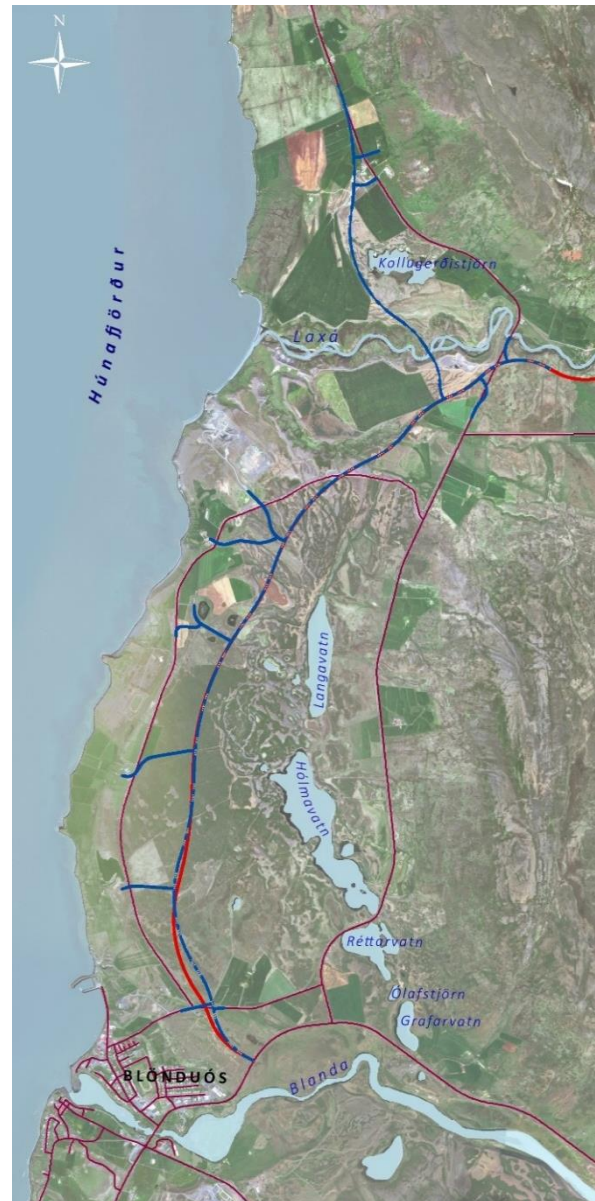 N
Húnafjörður
Kollugerðistjörn
Laxá
Langavatn
Hólmavatn
Réttarvatn
Ólafstjörn
Grafarvatn
BLÖNDUÓS
Blanda